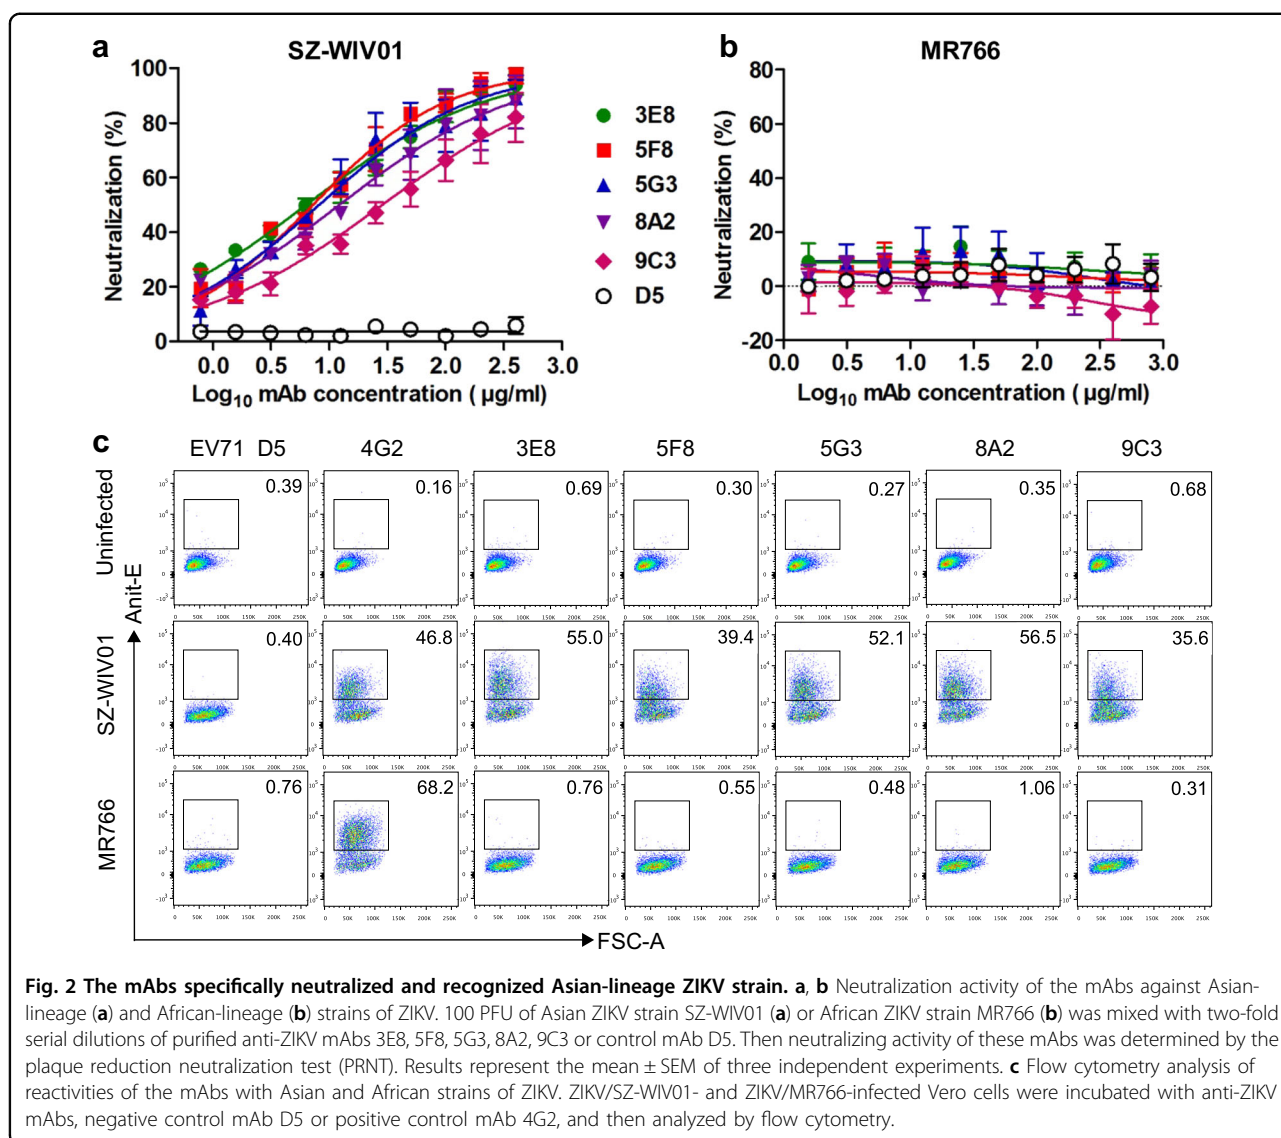 a
SZ-WIV01
Neutralization (%)
100
80
60
40
20
0
0.0 0.5 1.0 1.5 2.0 2.5 3.0
Log10 mAb concentration ( µg/ml)
3E8
5F8
5G3
8A2
9C3
D5
b
MR766
Neutralization (%)
80
60
40
20
0
-20
0.0 0.5 1.0 1.5 2.0 2.5 3.0
Log10 mAb concentration ( µg/ml)
c
EV71 D5 4G2 3E8 5F8 5G3 8A2 9C3
Uninfected
0.39 0.16 0.69 0.30 0.27 0.35 0.68
Anit-E
SZ-WIV01
0.40 46.8 55.0 39.4 52.1 56.5 35.6
MR766
0.76 68.2 0.76 0.55 0.48 1.06 0.31
0 50K 100K 150K 200K 250K
FSC-A
Fig. 2 The mAbs specifically neutralized and recognized Asian-lineage ZIKV strain. a, b Neutralization activity of the mAbs against Asian-
lineage (a) and African-lineage (b) strains of ZIKV. 100 PFU of Asian ZIKV strain SZ-WIV01 (a) or African ZIKV strain MR766 (b) was mixed with two-fold
serial dilutions of purified anti-ZIKV mAbs 3E8, 5F8, 5G3, 8A2, 9C3 or control mAb D5. Then neutralizing activity of these mAbs was determined by the
plaque reduction neutralization test (PRNT). Results represent the mean ± SEM of three independent experiments. c Flow cytometry analysis of
reactivities of the mAbs with Asian and African strains of ZIKV. ZIKV/SZ-WIV01- and ZIKV/MR766-infected Vero cells were incubated with anti-ZIKV
mAbs, negative control mAb D5 or positive control mAb 4G2, and then analyzed by flow cytometry.